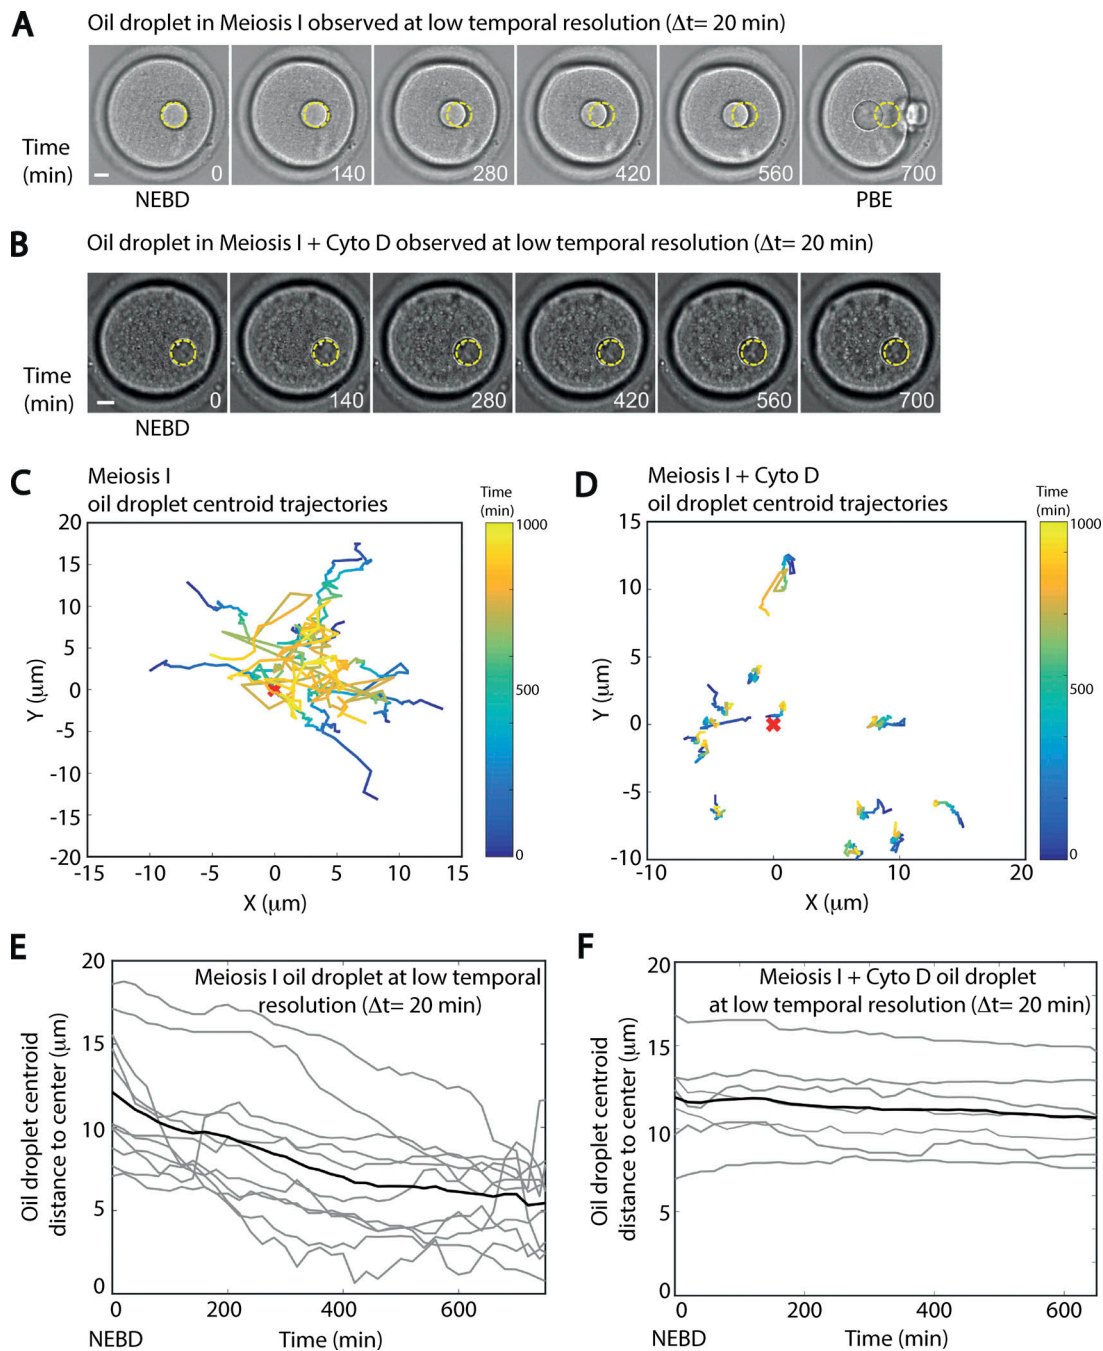 A
Oil droplet in Meiosis I observed at low temporal resolution (Δt= 20 min)
Time
(min)
0
140
280
420
560
700
NEBD
PBE
B
Oil droplet in Meiosis I + Cyto D observed at low temporal resolution (Δt= 20 min)
Time
(min)
0
140
280
420
560
700
NEBD
C
Meiosis I
oil droplet centroid trajectories
Time
(min)
1000
500
0
20
15
10
5
0
-5
-10
-15
-20
Y (μm)
-15
-10
-5
0
5
10
15
X (μm)
D
Meiosis I + Cyto D
oil droplet centroid trajectories
Time
(min)
1000
500
0
15
10
5
0
-5
-10
Y (μm)
-10
0
10
20
X (μm)
E
Meiosis I oil droplet at low temporal
resolution (Δt= 20 min)
20
15
10
5
0
Oil droplet centroid
distance to center (μm)
0
200
400
600
NEBD
Time (min)
F
Meiosis I + Cyto D oil droplet
at low temporal resolution (Δt= 20 min)
20
15
10
5
0
Oil droplet centroid
distance to center (μm)
0
200
400
600
NEBD
Time (min)